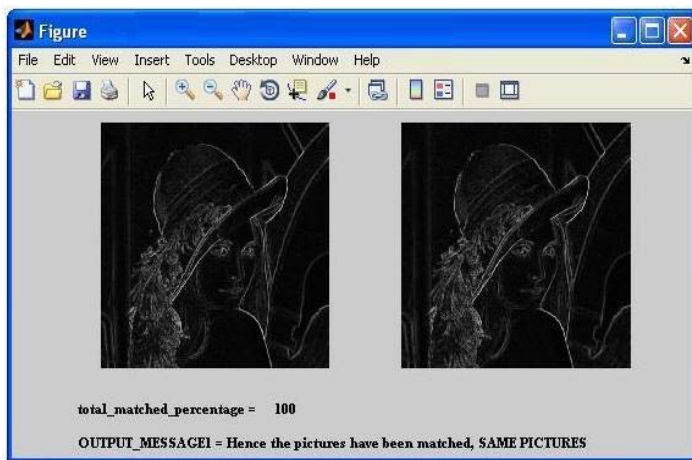 Figure
File Edit View Insert Tools Desktop Window Help
total_matched_percentage = 100
OUTPUT_MESSAGE1 = Hence the pictures have been matched, SAME PICTURES